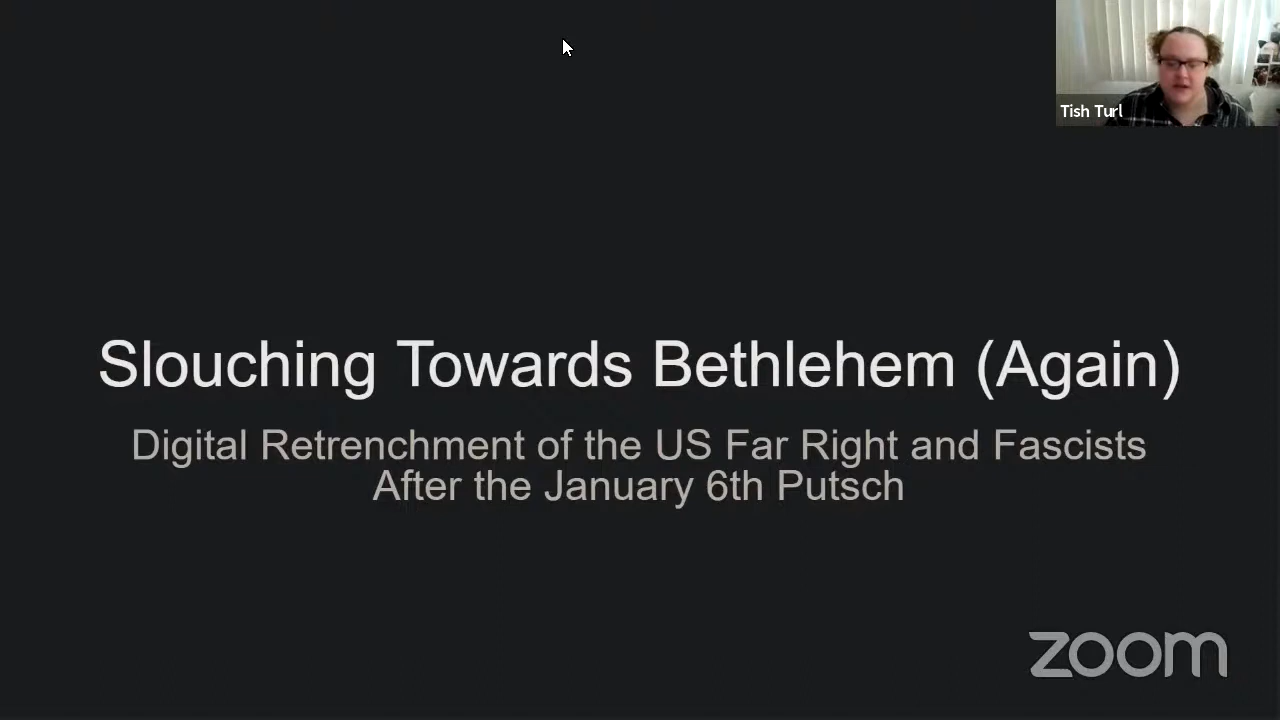 Tish Turl
Slouching Towards Bethlehem (Again)
Digital Retrenchment of the US Far Right and Fascists
After the January 6th Putsch
zoom